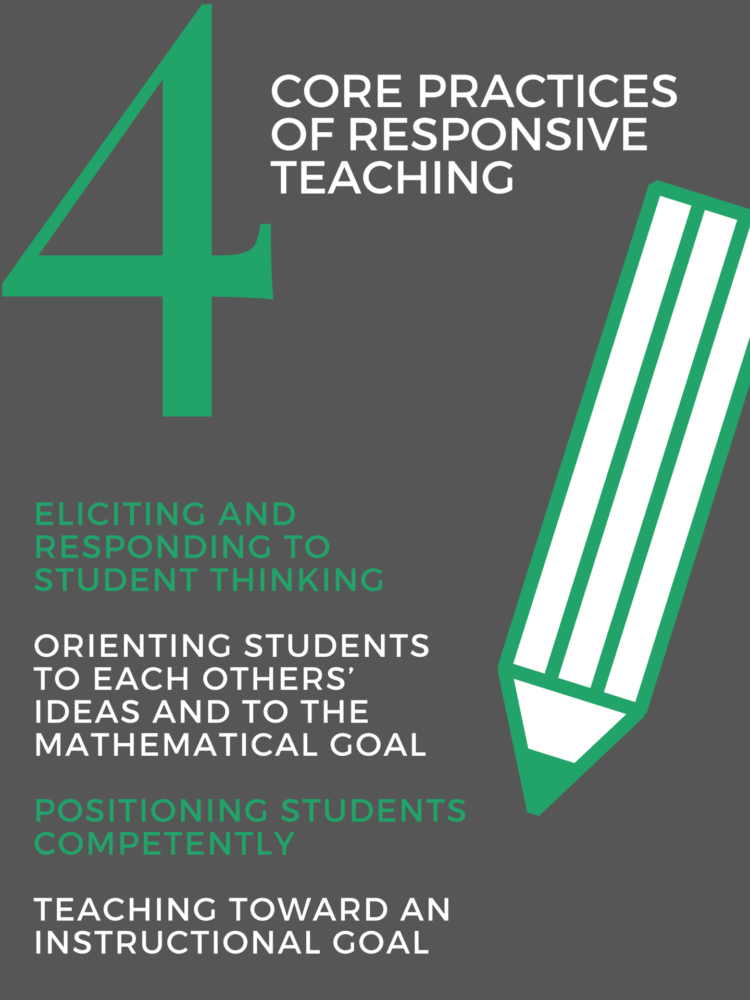 4
CORE PRACTICES
OF RESPONSIVE
TEACHING
ELICITING AND
RESPONDING TO
STUDENT THINKING
ORIENTING STUDENTS
TO EACH OTHERS'
IDEAS AND TO THE
MATHEMATICAL GOAL
POSITIONING STUDENTS
COMPETENTLY
TEACHING TOWARD AN
INSTRUCTIONAL GOAL